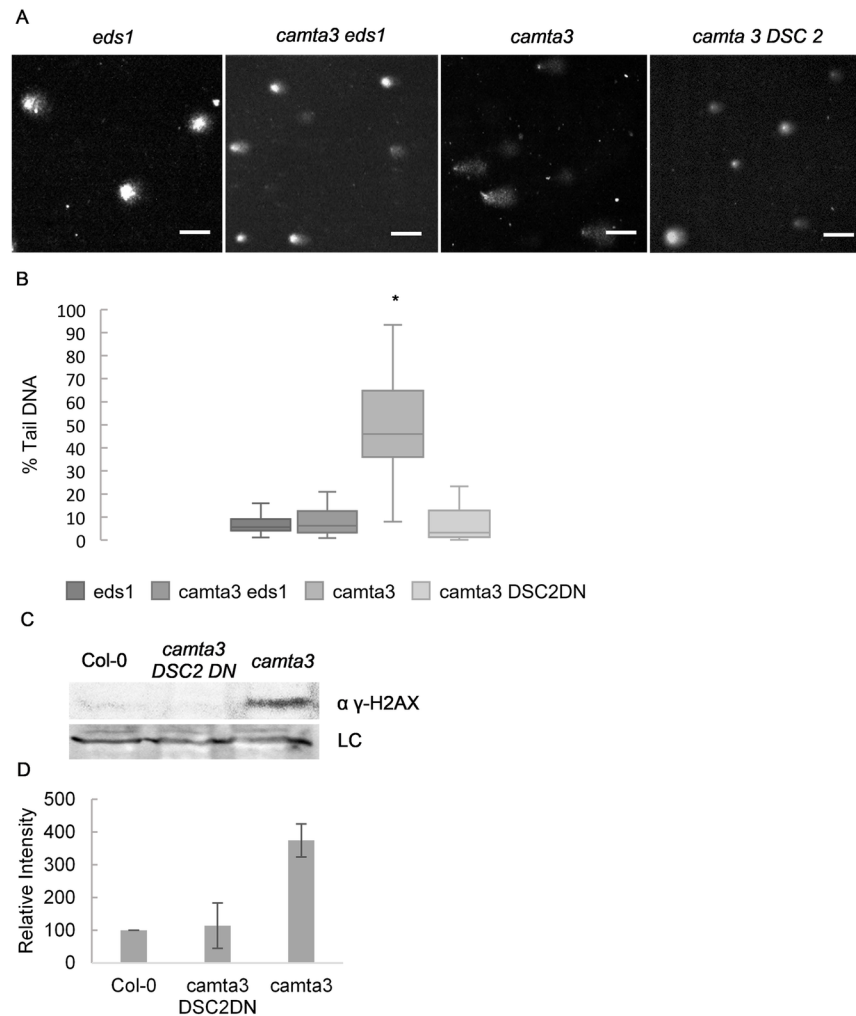 A
eds1 camta3 eds1 camta3 camta 3 DSC 2
B
*
100
90
80
70
60
50
40
30
20
10
0
% Tail DNA
eds1 camta3 eds1 camta3 camta3 DSC2DN
C
Col-0 camta3 DSC2 DN camta3
α γ-H2AX
LC
D
500
400
300
200
100
0
Relative Intensity
Col-0 camta3 camta3
DSC2DN